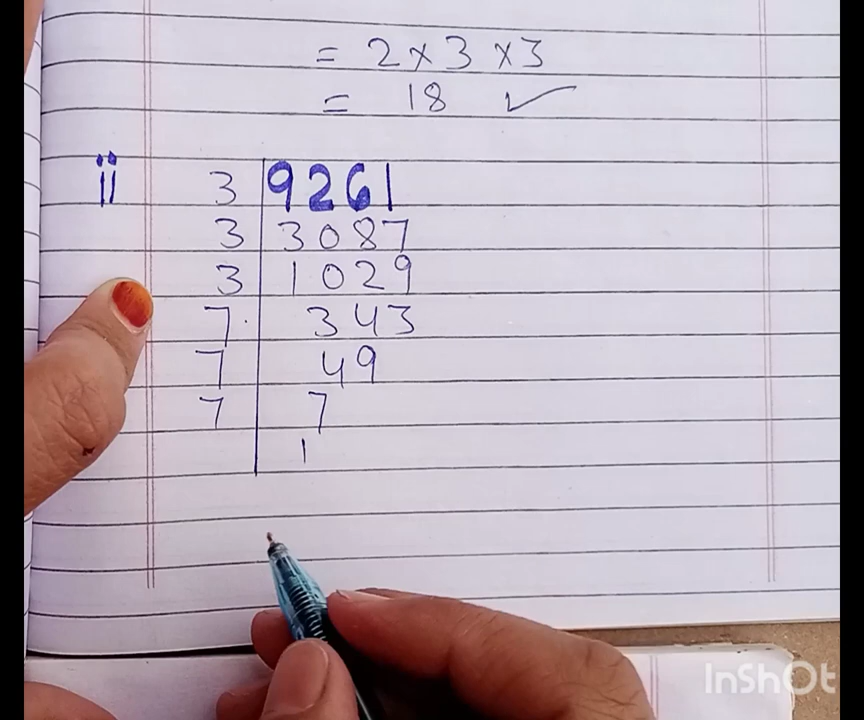 = 2 × 3 × 3
= 18 ✓
ii 3 | 9261
3 | 3087
3 | 1029
7 | 343
7 | 49
7 | 7
1
InShOt